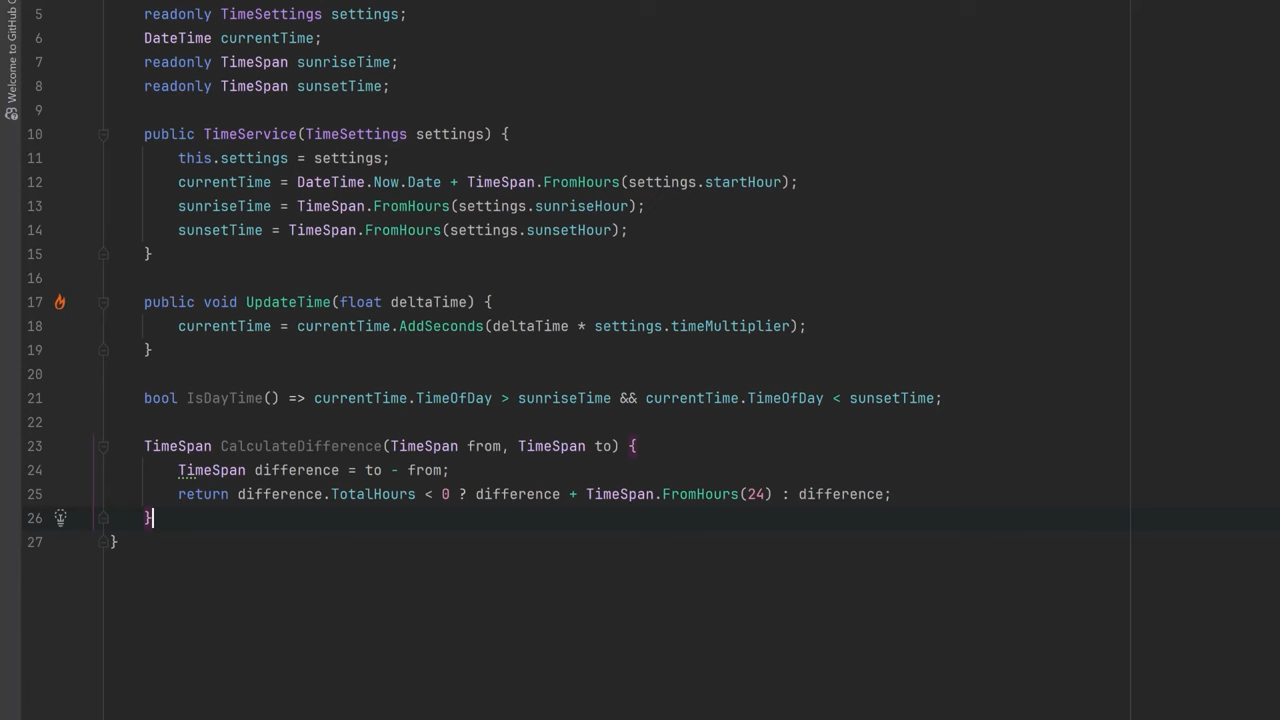 Welcome to GitHub
5 readonly TimeSettings settings;
6 DateTime currentTime;
7 readonly TimeSpan sunriseTime;
8 readonly TimeSpan sunsetTime;
9
10 public TimeService(TimeSettings settings) {
11 this.settings = settings;
12 currentTime = DateTime.Now.Date + TimeSpan.FromHours(settings.startHour);
13 sunriseTime = TimeSpan.FromHours(settings.sunriseHour);
14 sunsetTime = TimeSpan.FromHours(settings.sunsetHour);
15 }
16
17 public void UpdateTime(float deltaTime) {
18 currentTime = currentTime.AddSeconds(deltaTime * settings.timeMultiplier);
19 }
20
21 bool IsDayTime() => currentTime.TimeOfDay > sunriseTime && currentTime.TimeOfDay < sunsetTime;
22
23 TimeSpan CalculateDifference(TimeSpan from, TimeSpan to) {
24 TimeSpan difference = to - from;
25 return difference.TotalHours < 0 ? difference + TimeSpan.FromHours(24) : difference;
26 }
27 }